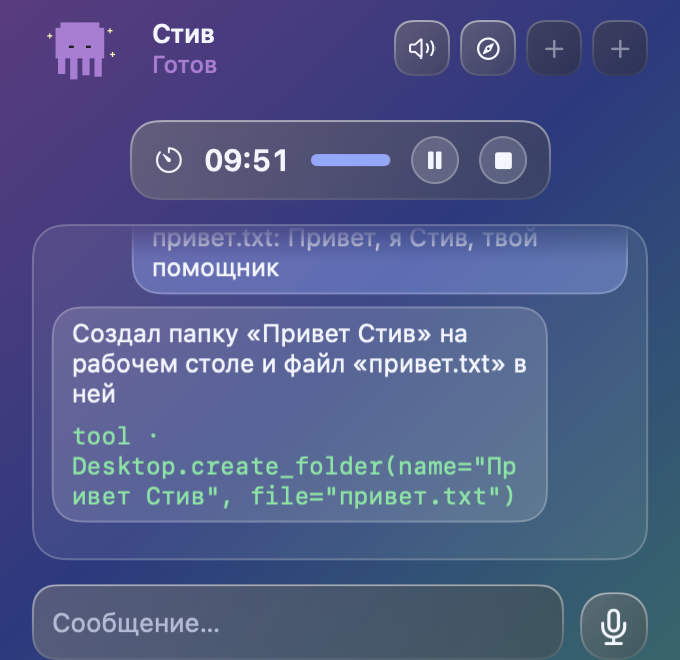 Стив
Готов
09:51
привет.txt: Привет, я Стив, твой
помощник
Создал папку «Привет Стив» на
рабочем столе и файл «привет.txt» в
ней
tool ·
Desktop.create_folder(name="Пр
ивет Стив", file="привет.txt")
Сообщение...